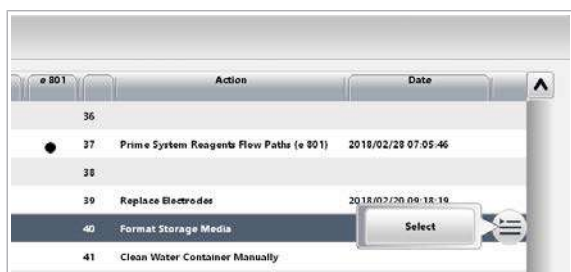 e 801 Action Date
36
37 Prime System Reagents Flow Paths (e 801) 2018/02/28 07:05:46
38
39 Replace Electrodes 2018/02/20 09:18:19
40 Format Storage Media Select
41 Clean Water Container Manually